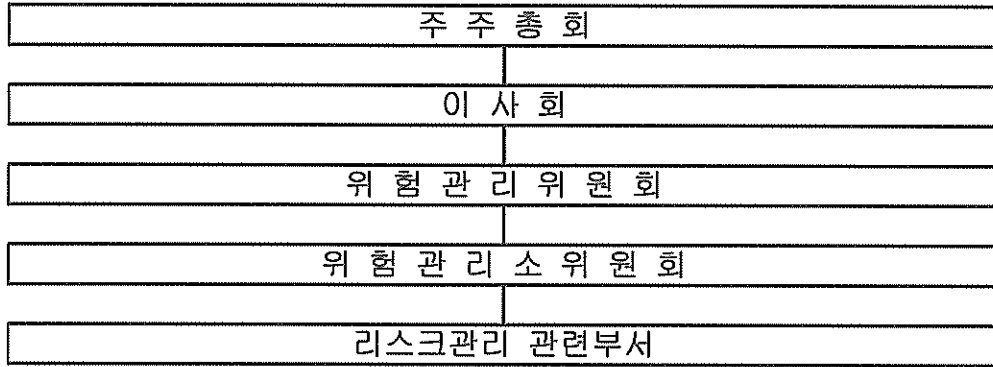 주 주 총 회
이 사 회
위 험 관 리 위 원 회
위 험 관 리 소 위 원 회
리스크관리 관련부서